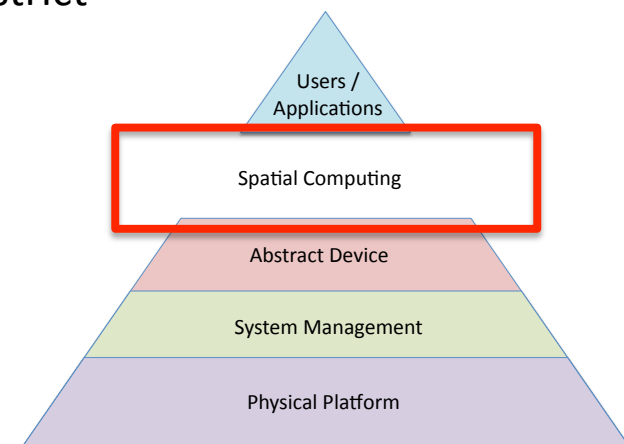 Users /
Applications
Spatial Computing
Abstract Device
System Management
Physical Platform